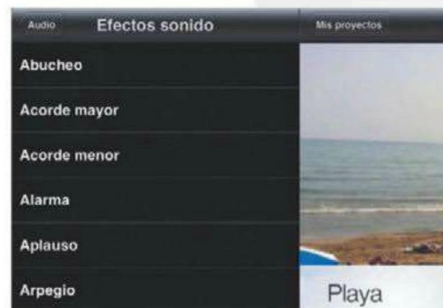 Audio Efectos sonido Mis proyectos
Abucheo
Acorde mayor
Acorde menor
Alarma
Aplauso
Arpegio
Playa